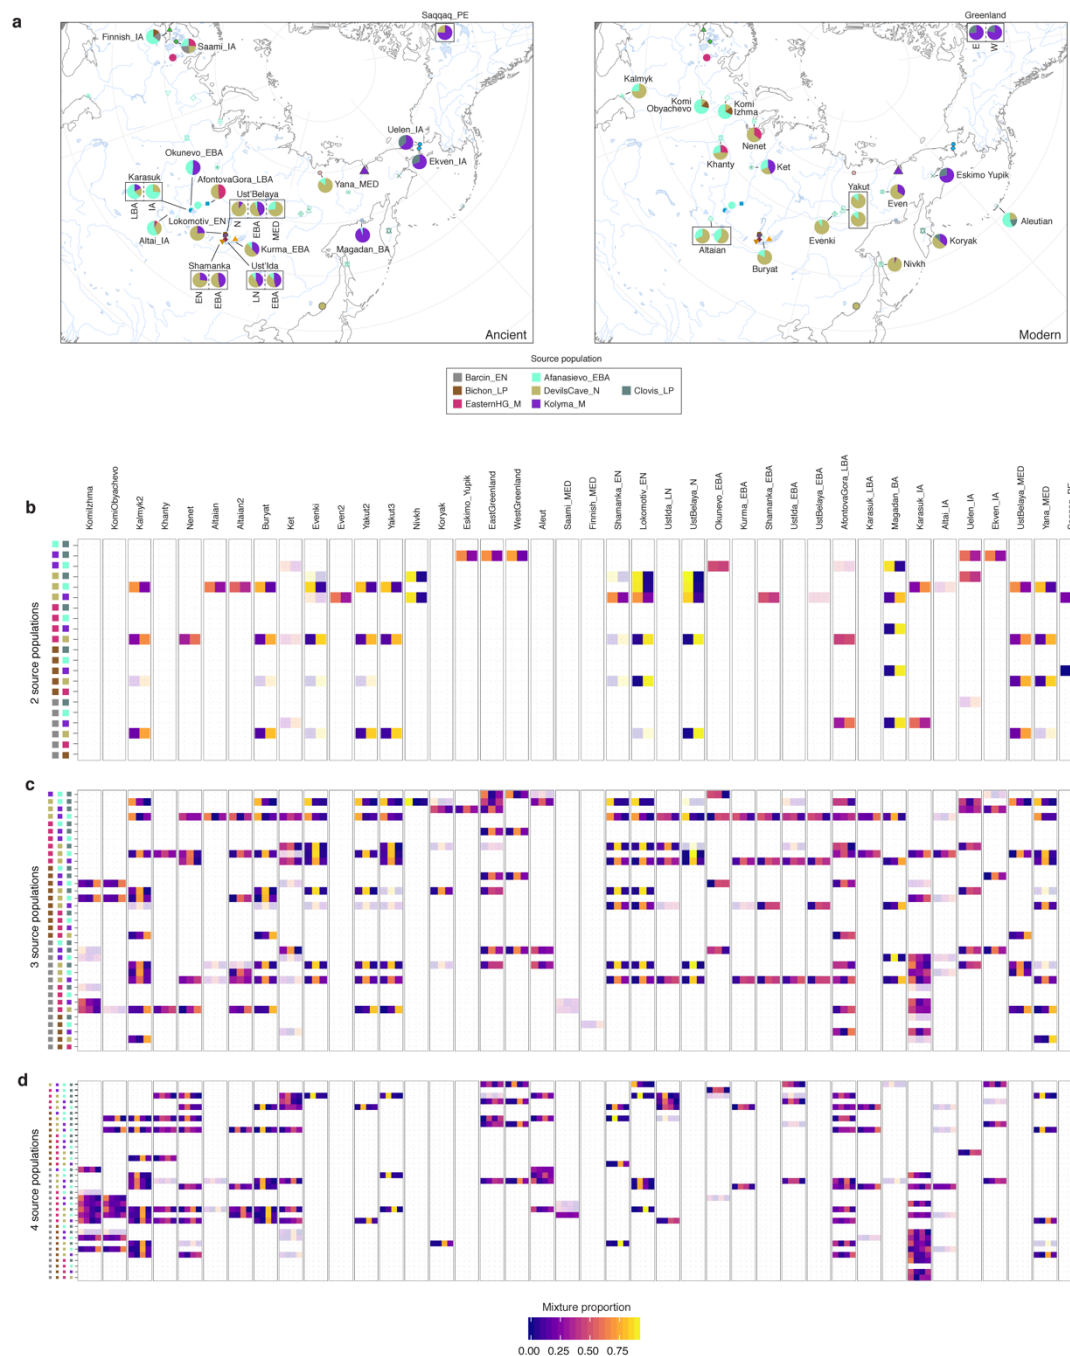 a
Saqqaq_PE
Finnish_IA
Saami_IA
Uelen_IA
Okunevo_EBA
Ekven_IA
Karasuk
AfontovaGora_LBA
Yana_MED
LBA
IA
Ust'Belaya
Lokomotiv_EN
N
EBA
MED
Altai_IA
Kurma_EBA
Magadan_BA
Shamanka
Ust'Ida
EN
EBA
LN
EBA
Ancient
Greenland
E
W
Kalmyk
Komi
Obyachevo
Komi
Izhma
Nenet
Khanty
Ket
Eskimo Yupik
Yakut
Even
Aleutian
Evenki
Koryak
Altaian
Buryat
Nivkh
Modern
Source population
Barcin_EN
Afanasievo_EBA
Bichon_LP
DevilsCave_N
Clovis_LP
EasternHG_M
Kolyma_M
b
KomiIzhma
KomiObyachevo
Kalmyk2
Khanty
Nenet
Altaian
Altaian2
Buryat
Ket
Evenki
Even2
Yakut2
Yakut3
Nivkh
Koryak
Eskimo_Yupik
EastGreenland
WestGreenland
Aleut
Saami_MED
Finnish_MED
Shamanka_EN
Lokomotiv_EN
UstIda_LN
UstBelaya_N
Okunevo_EBA
Kurma_EBA
Shamanka_EBA
UstIda_EBA
UstBelaya_EBA
AfontovaGora_LBA
Karasuk_LBA
Magadan_BA
Karasuk_IA
Altai_IA
Uelen_IA
Ekven_IA
UstBelaya_MED
Yana_MED
2 source populations
c
3 source populations
d
4 source populations
Mixture proportion
0.00 0.25 0.50 0.75